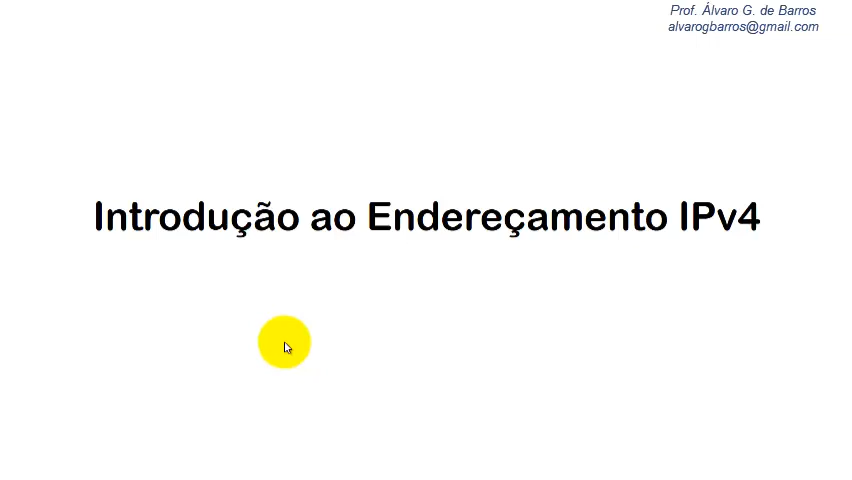 Prof. Álvaro G. de Barros
alvarogbarros@gmail.com
Introdução ao Endereçamento IPv4